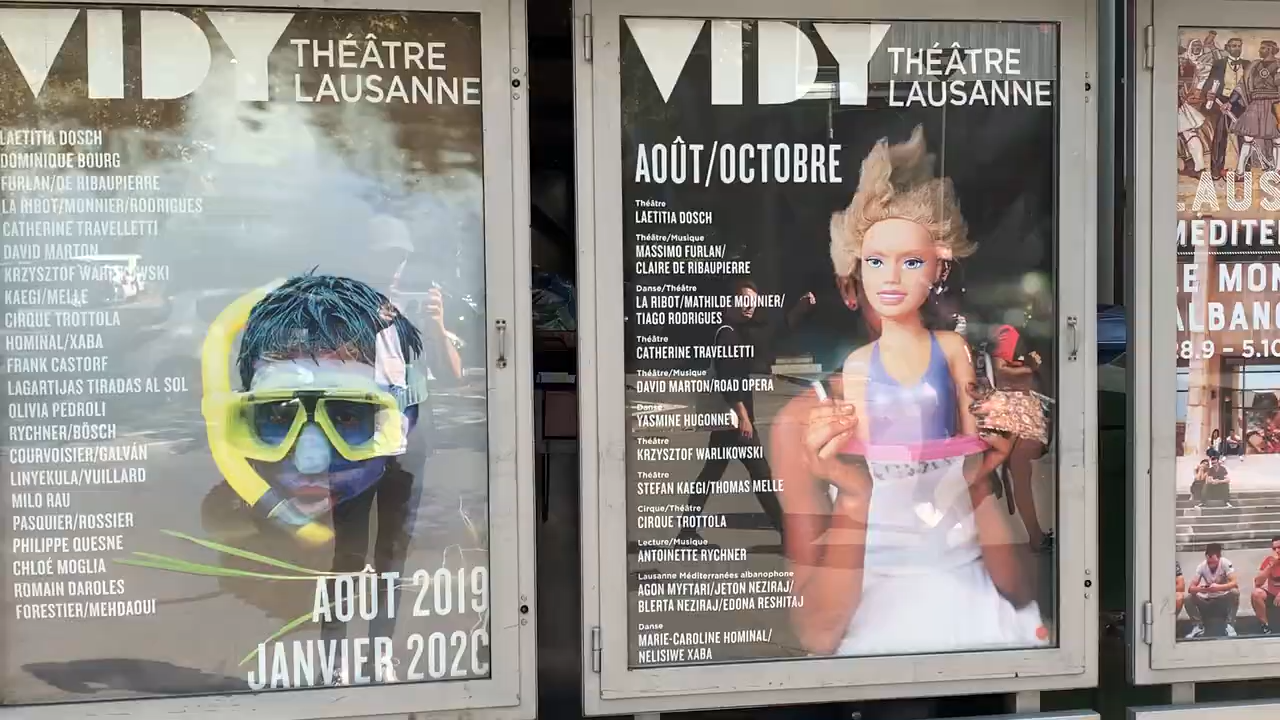 VIDY THÉÂTRE
LAUSANNE
LAETITIA DOSCH
DOMINIQUE BOURG
FURLAN/DE RIBAUPIERRE
LA RIBOT/MONNIER/RODRIGUES
CATHERINE TRAVELLETTI
DAVID MARTON
KRZYSZTOF WARLIKOWSKI
KAEGI/MELLE
CIRQUE TROTTOLA
HOMINAL/XABA
FRANK CASTORF
LAGARTIJAS TIRADAS AL SOL
OLIVIA PEDROLI
RYCHNER/BÖSCH
COURVOISIER/GALVÁN
LINYEKULA/VUILLARD
MILO RAU
PASQUIER/ROSSIER
PHILIPPE QUESNE
CHLOÉ MOGLIA
ROMAIN DAROLES
FORESTIER/MEHDAOUI
AOÛT 2019
JANVIER 2020
VIDY THÉÂTRE
LAUSANNE
AOÛT/OCTOBRE
Théâtre
LAETITIA DOSCH
Théâtre/Musique
MASSIMO FURLAN/
CLAIRE DE RIBAUPIERRE
Danse/Théâtre
LA RIBOT/MATHILDE MONNIER/
TIAGO RODRIGUES
Théâtre
CATHERINE TRAVELLETTI
Théâtre/Musique
DAVID MARTON/ROAD OPERA
Danse
YASMINE HUGONNET
Théâtre
KRZYSZTOF WARLIKOWSKI
Théâtre
STEFAN KAEGI/THOMAS MELLE
Cirque/Théâtre
CIRQUE TROTTOLA
Lecture/Musique
ANTOINETTE RYCHNER
Lausanne Méditerranées albanophone
AGON MYFTARI/JETON NEZIRAJ/
BLERTA NEZIRAJ/EDONA RESHITAJ
Danse
MARIE-CAROLINE HOMINAL/
NELISIWE XABA
LAUS
MÉDITE
LE MON
ALBAN
28.9 – 5.10